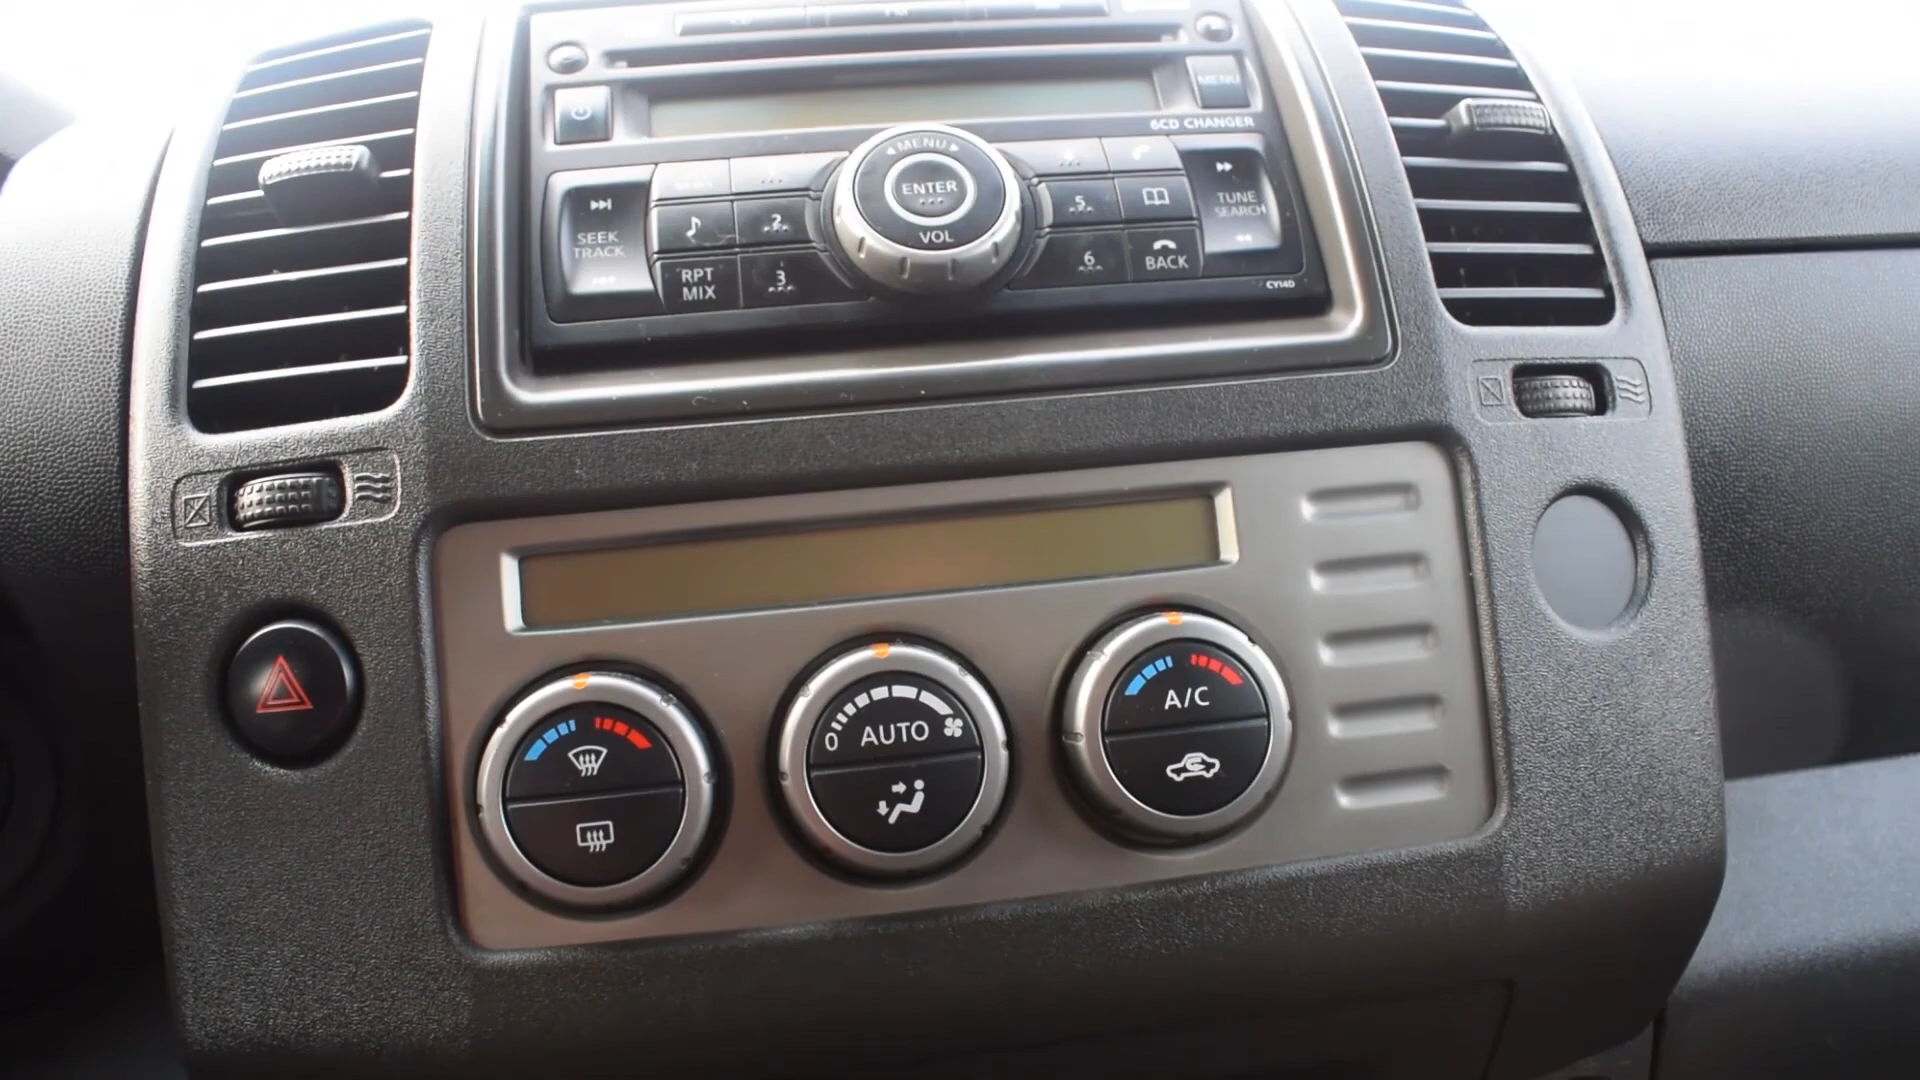 MENU
6CD CHANGER
MENU
ENTER
VOL
SEEK
TRACK
2
RPT
MIX
3
5
6
BACK
TUNE
SEARCH
CY14D
0
AUTO
A/C